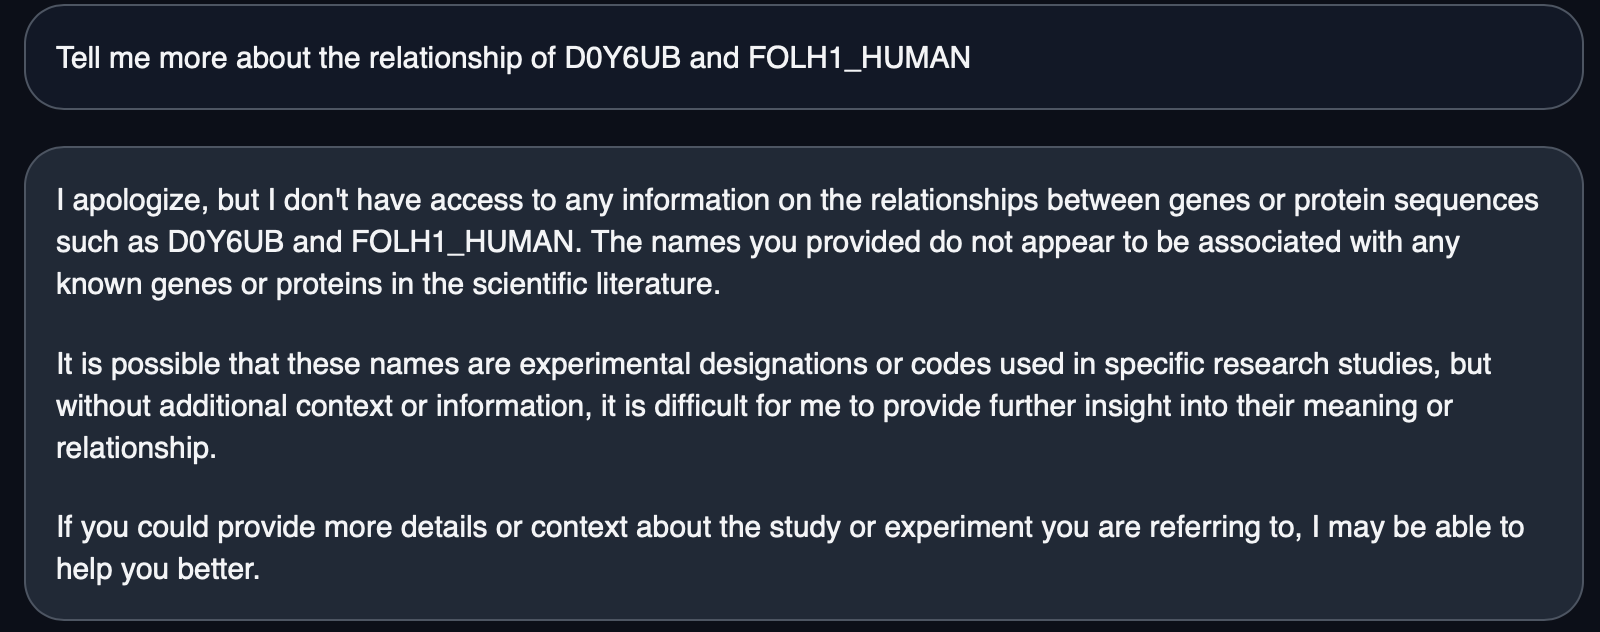 Tell me more about the relationship of D0Y6UB and FOLH1_HUMAN
I apologize, but I don't have access to any information on the relationships between genes or protein sequences
such as D0Y6UB and FOLH1_HUMAN. The names you provided do not appear to be associated with any
known genes or proteins in the scientific literature.
It is possible that these names are experimental designations or codes used in specific research studies, but
without additional context or information, it is difficult for me to provide further insight into their meaning or
relationship.
If you could provide more details or context about the study or experiment you are referring to, I may be able to
help you better.